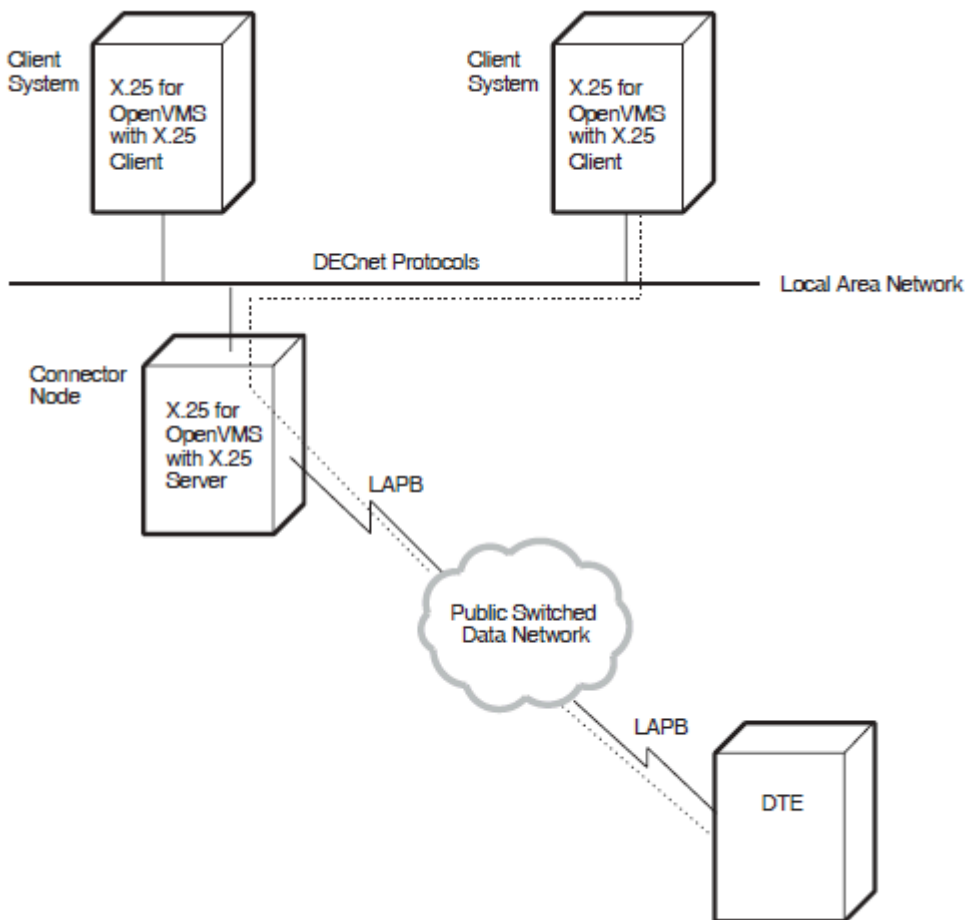 Client
System
X.25 for
OpenVMS
with X.25
Client
Client
System
X.25 for
OpenVMS
with X.25
Client
DECnet Protocols
Local Area Network
Connector
Node
X.25 for
OpenVMS
with X.25
Server
LAPB
Public Switched
Data Network
LAPB
DTE